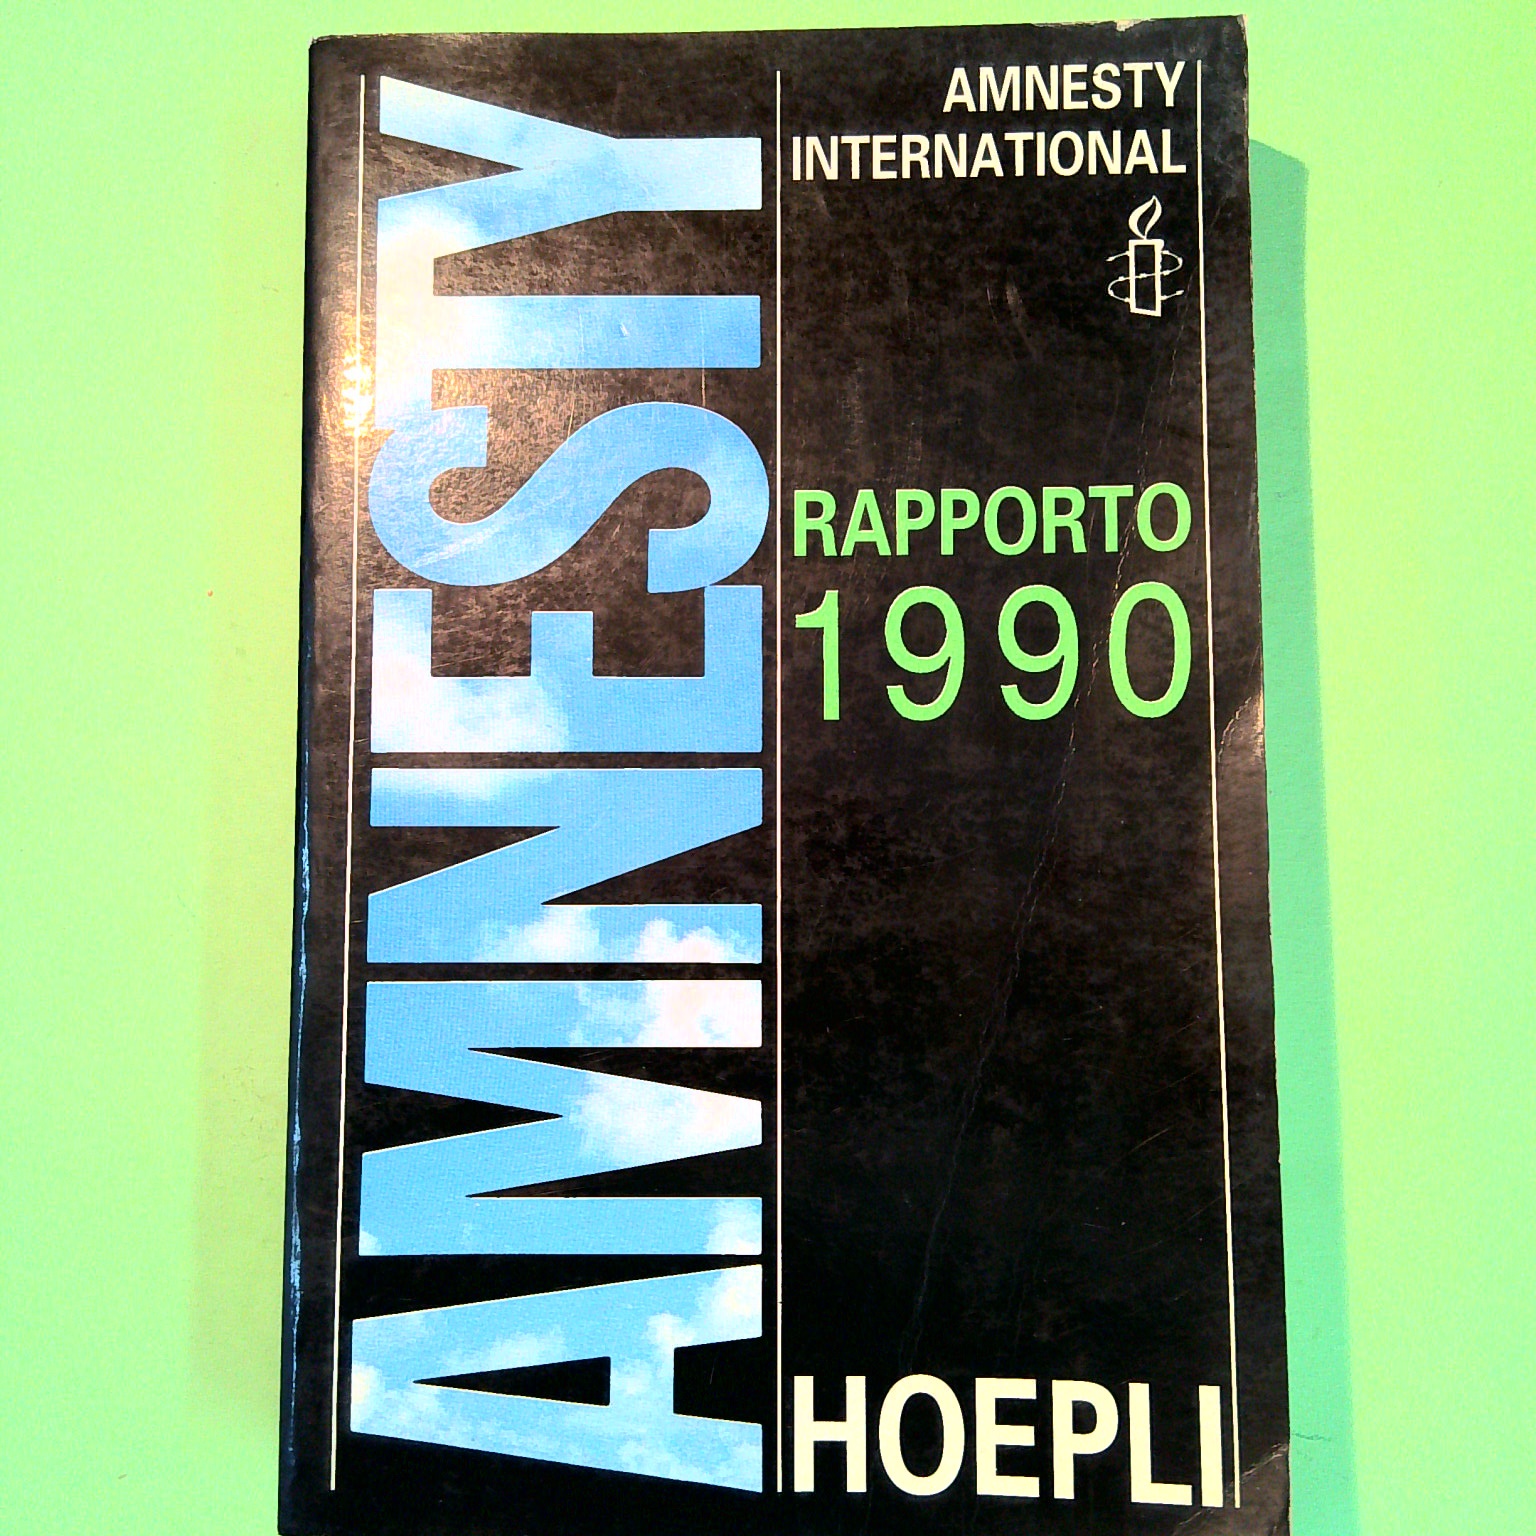 AMNESTY
AMNESTY
INTERNATIONAL
RAPPORTO
1990
HOEPLI